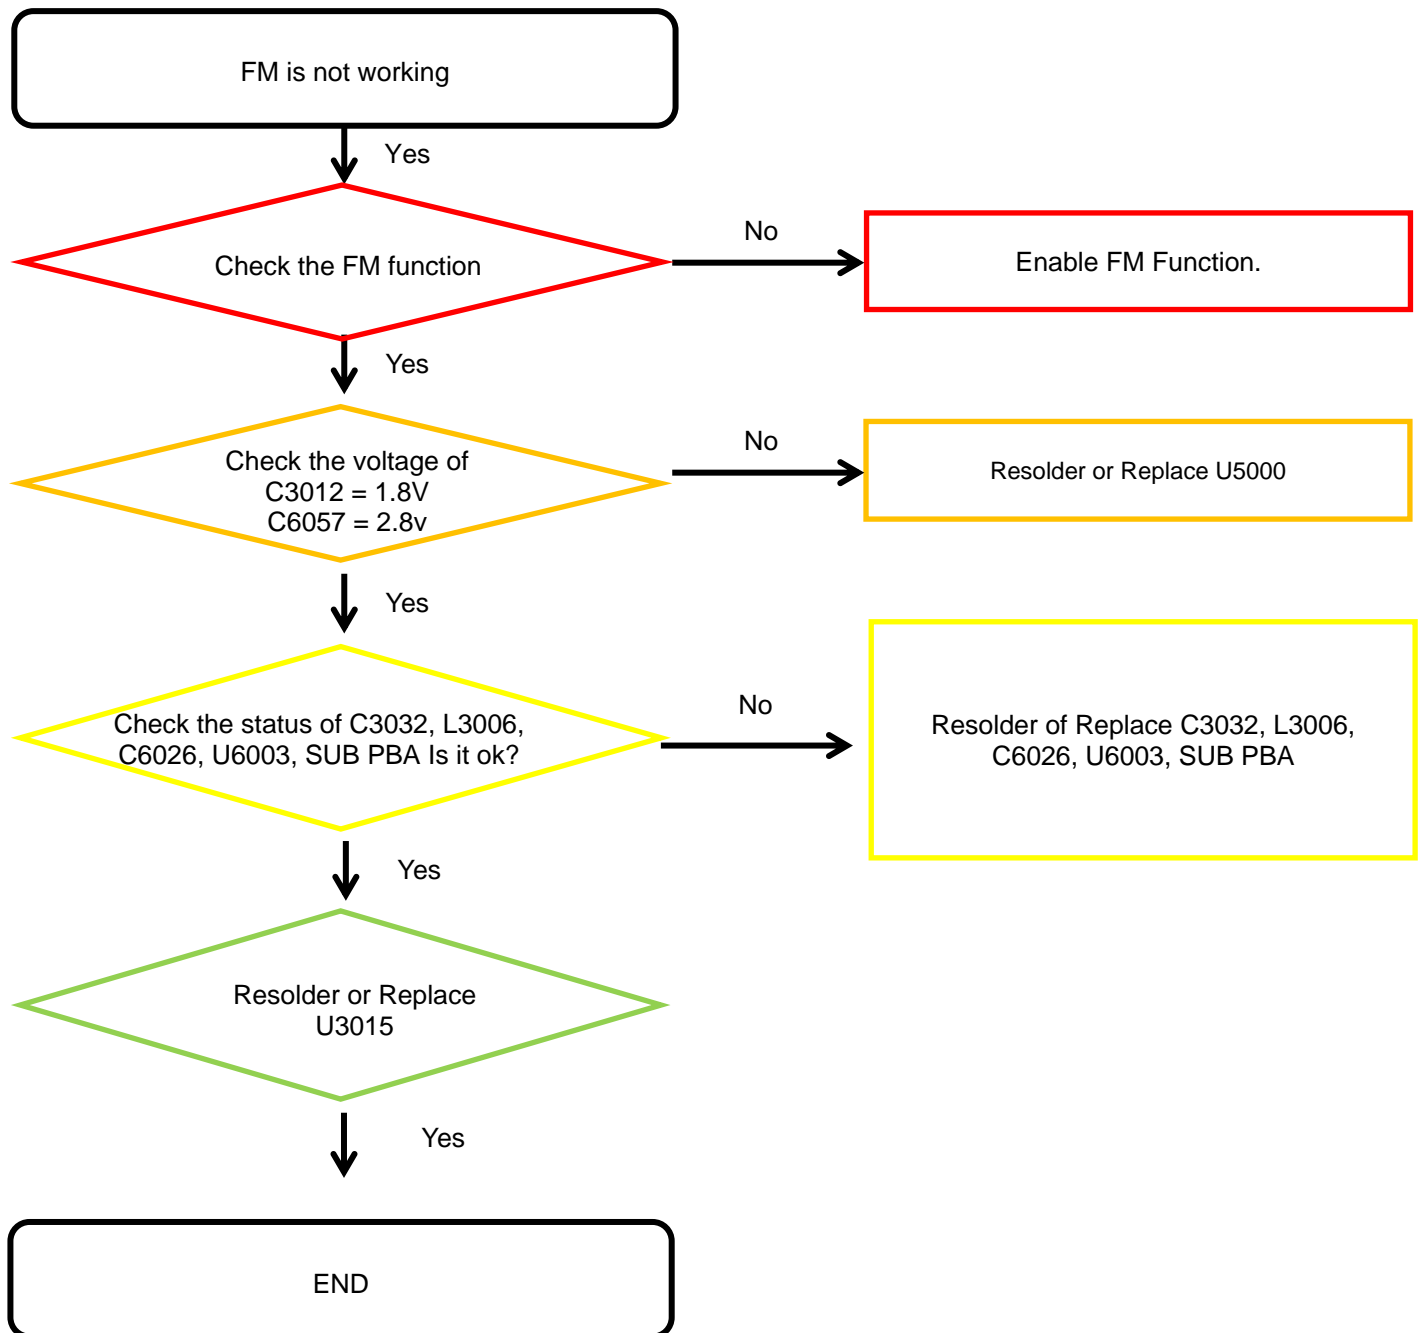 FM is not working
Yes
Check the FM function
No
Enable FM Function.
Yes
Check the voltage of
C3012 = 1.8V
C6057 = 2.8v
No
Resolder or Replace U5000
Yes
Check the status of C3032, L3006,
C6026, U6003, SUB PBA Is it ok?
No
Resolder of Replace C3032, L3006,
C6026, U6003, SUB PBA
Yes
Resolder or Replace
U3015
Yes
END